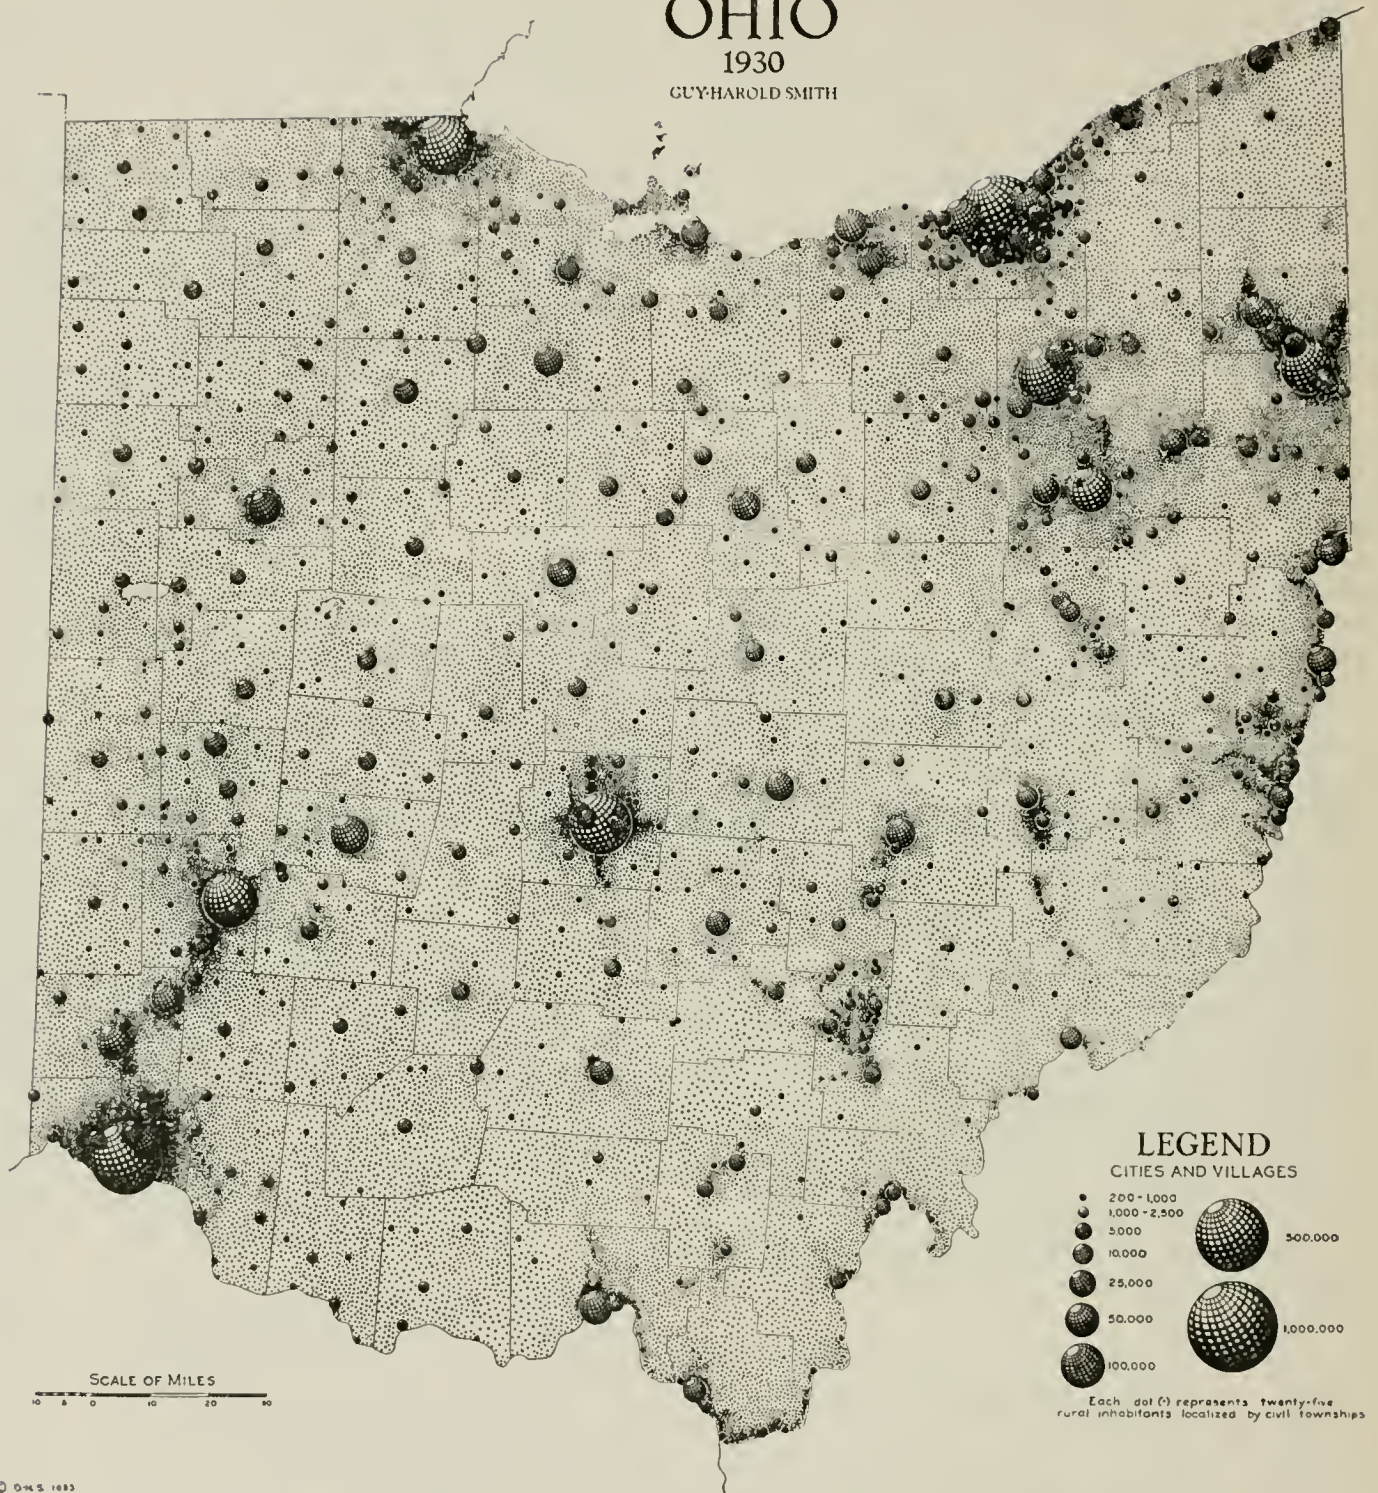 OHIO
1930
GUY-HAROLD SMITH
LEGEND
CITIES AND VILLAGES
200-1,000
1,000-2,500
5,000
10,000
25,000
50,000
100,000
500,000
1,000,000
Each dot (·) represents twenty-five
rural inhabitants localized by civil townships
SCALE OF MILES
10 5 0 10 20 30